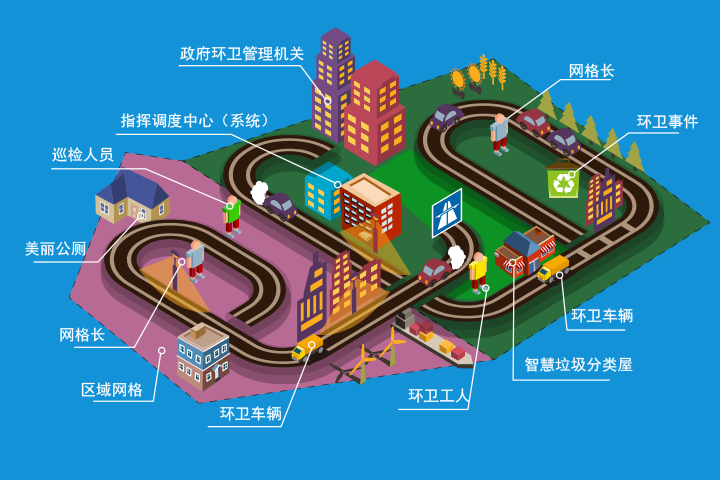 政府环卫管理机关
网格长
指挥调度中心（系统）
环卫事件
巡检人员
美丽公厕
网格长
环卫车辆
智慧垃圾分类屋
区域网格
环卫车辆
环卫工人